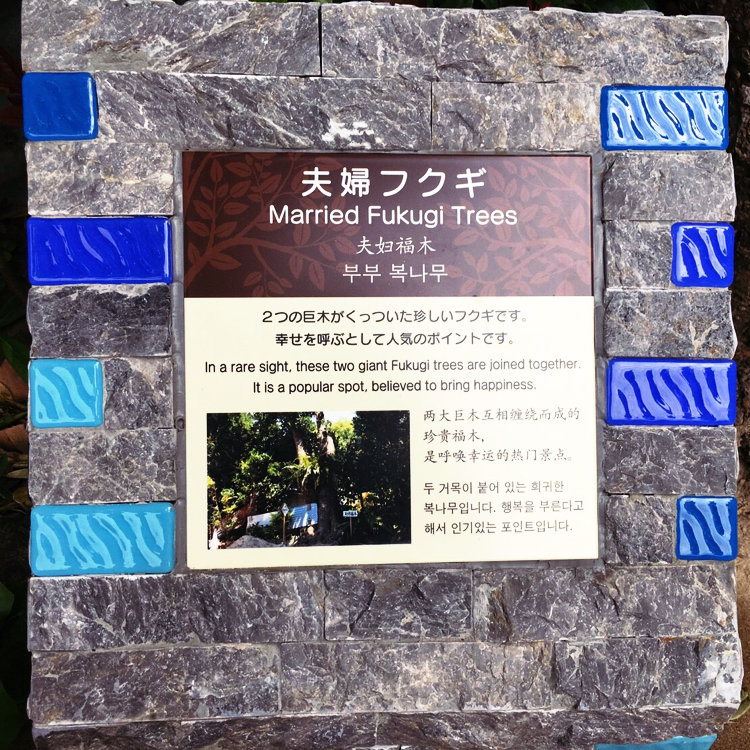 夫婦フクギ
Married Fukugi Trees
夫妇福木
부부 복나무
2つの巨木がくっついた珍しいフクギです。
幸せを呼ぶとして人気のポイントです。
In a rare sight, these two giant Fukugi trees are joined together.
It is a popular spot, believed to bring happiness.
两大巨木互相缠绕而成的
珍贵福木,
是呼唤幸运的热门景点。
두 거목이 붙어 있는 희귀한
복나무입니다. 행복을 부른다고
해서 인기있는 포인트입니다.